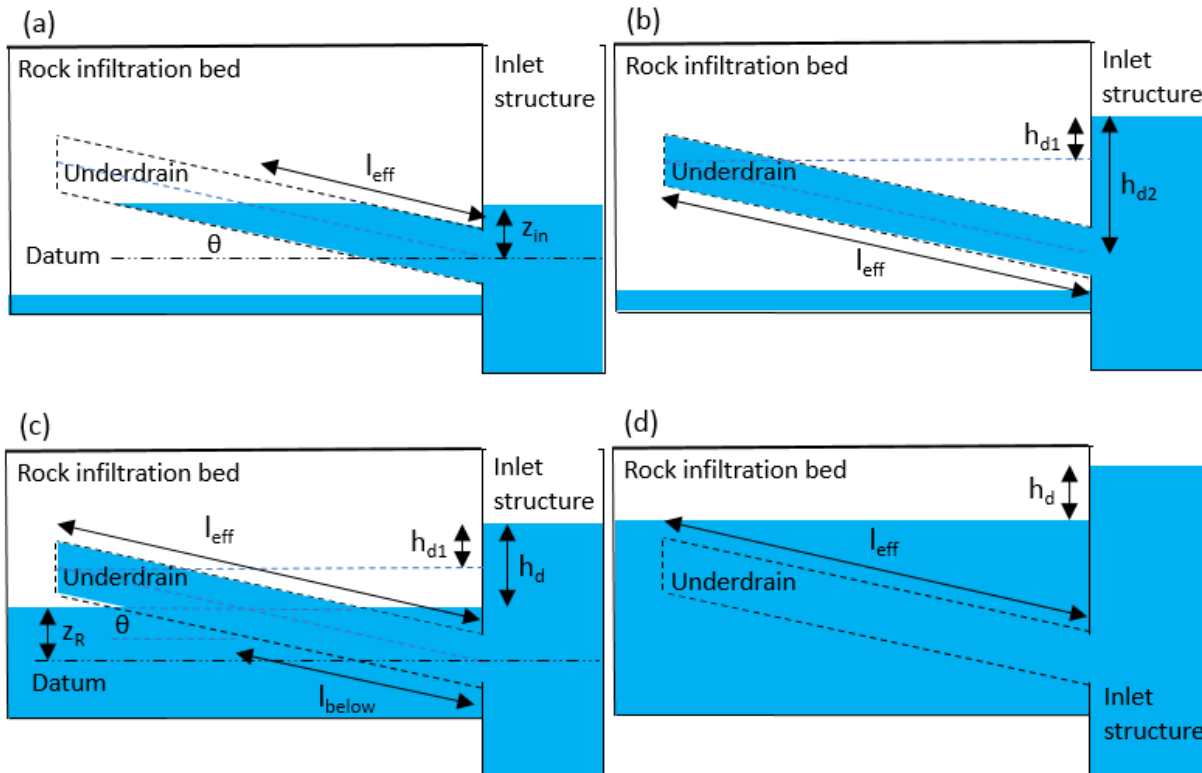 (a)
Rock infiltration bed
Inlet
structure
Underdrain
l_eff
z_in
θ
Datum
(b)
Rock infiltration bed
Inlet
structure
h_d1
Underdrain
h_d2
l_eff
(c)
Rock infiltration bed
Inlet
structure
l_eff
h_d1
h_d
Underdrain
z_R
θ
Datum
l_below
(d)
Rock infiltration bed
h_d
l_eff
Underdrain
Inlet
structure